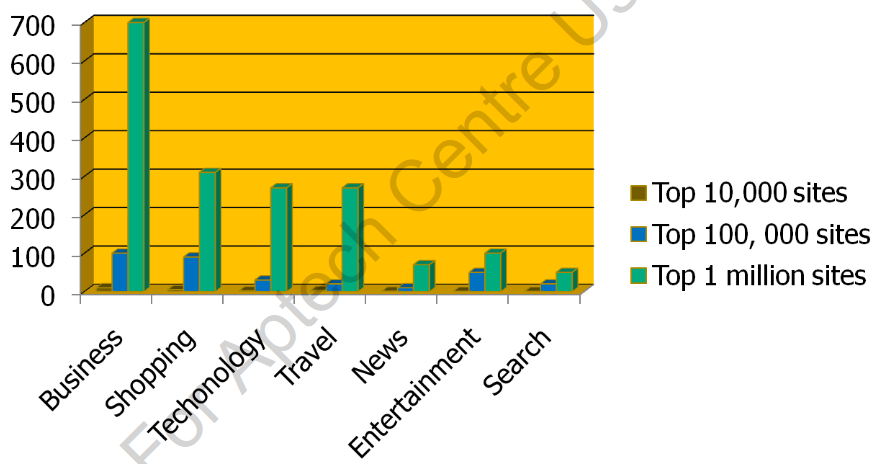 700
600
500
400
300
200
100
0
Business
Shopping
Techonology
Travel
News
Entertainment
Search
Top 10,000 sites
Top 100, 000 sites
Top 1 million sites
For Aptech Centre Us